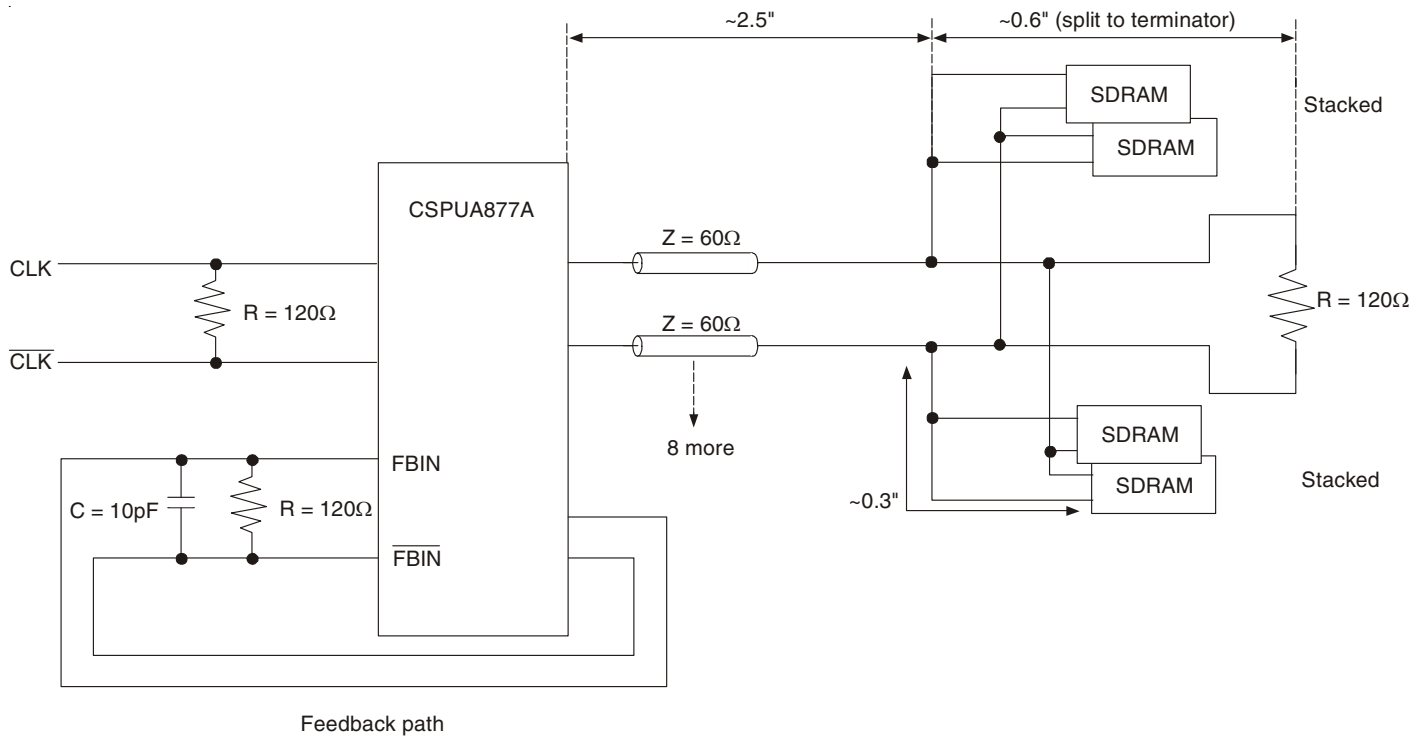 ~2.5"
~0.6" (split to terminator)
SDRAM
Stacked
SDRAM
CSPUA877A
Z = 60Ω
CLK
R = 120Ω
R = 120Ω
Z = 60Ω
CLK
8 more
SDRAM
FBIN
SDRAM
Stacked
~0.3"
C = 10pF
R = 120Ω
FBIN
Feedback path